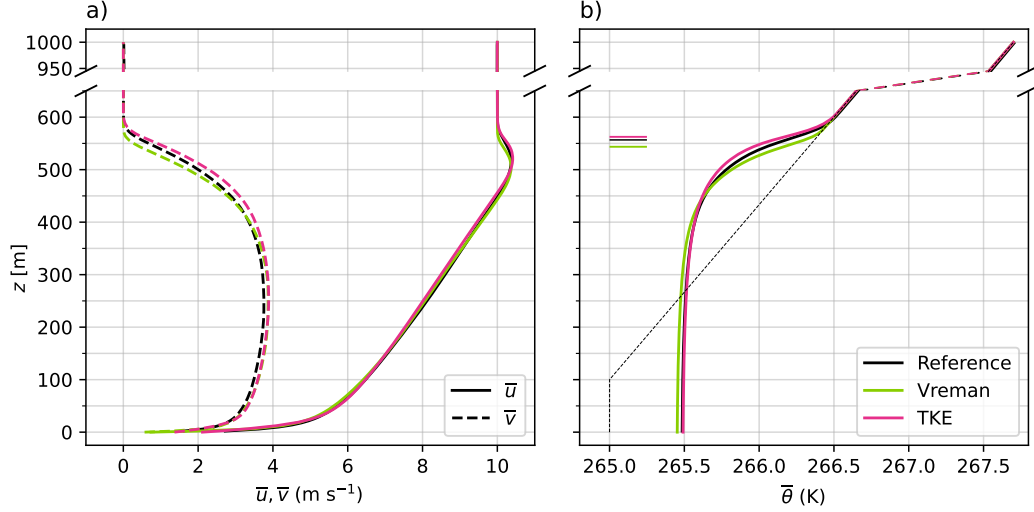 a)
b)
1000
950
600
500
400
300
200
100
0
z [m]
0
2
4
6
8
10
u̅, v̅ (m s⁻¹)
u̅
v̅
265.0
265.5
266.0
266.5
267.0
267.5
θ̅ (K)
Reference
Vreman
TKE